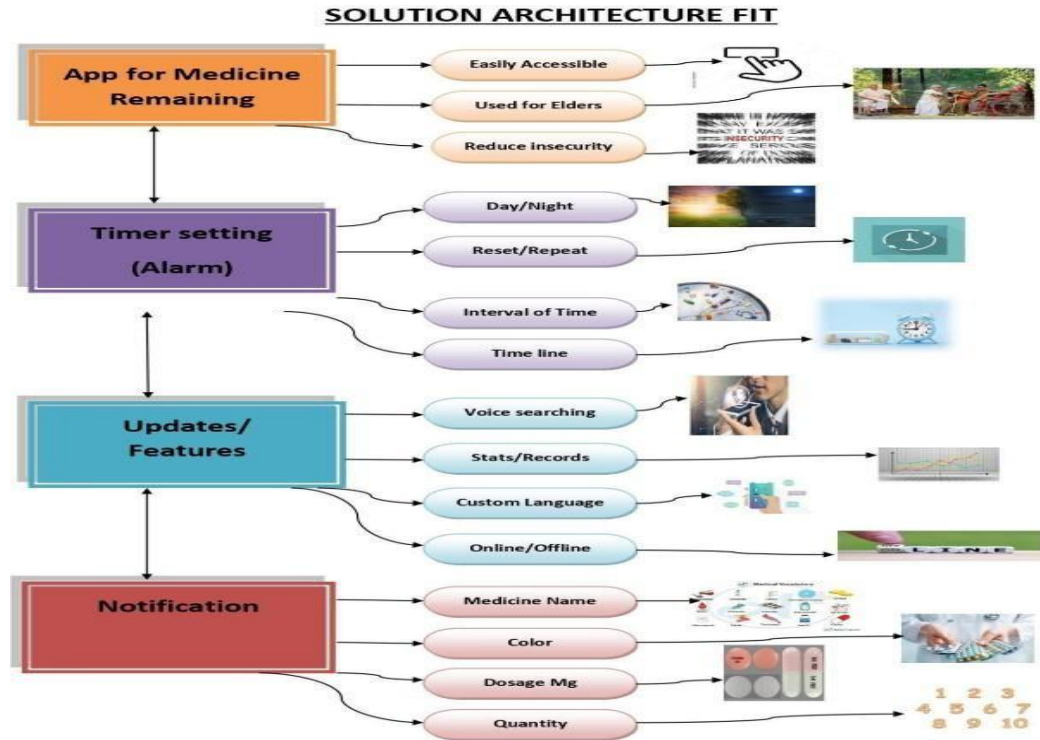 SOLUTION ARCHITECTURE FIT
App for Medicine
Remaining
Easily Accessible
Used for Elders
Reduce insecurity
INSECURITY
Timer setting
(Alarm)
Day/Night
Reset/Repeat
Interval of Time
Time line
Updates/
Features
Voice searching
Stats/Records
Custom Language
Online/Offline
L I N E
Notification
Medicine Name
Color
Dosage Mg
Quantity
1 2 3
4 5 6 7
8 9 10